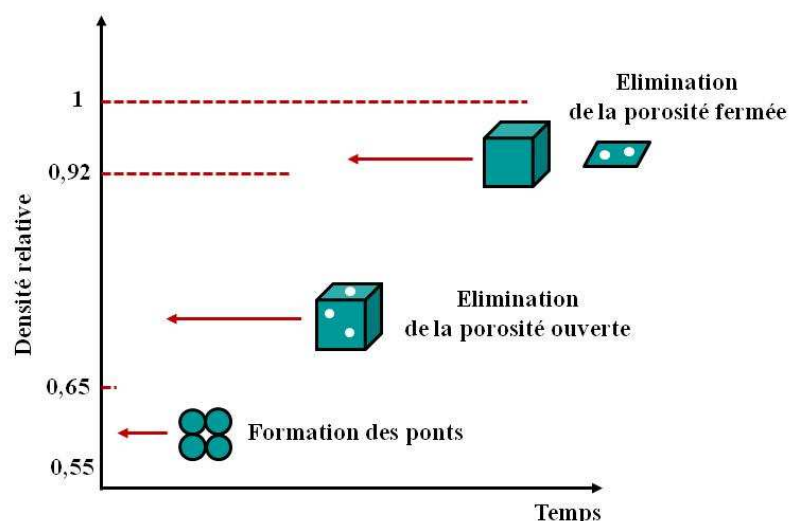 Elimination
de la porosité fermée
1
0,92
Densité relative
Elimination
de la porosité ouverte
0,65
Formation des ponts
0,55
Temps